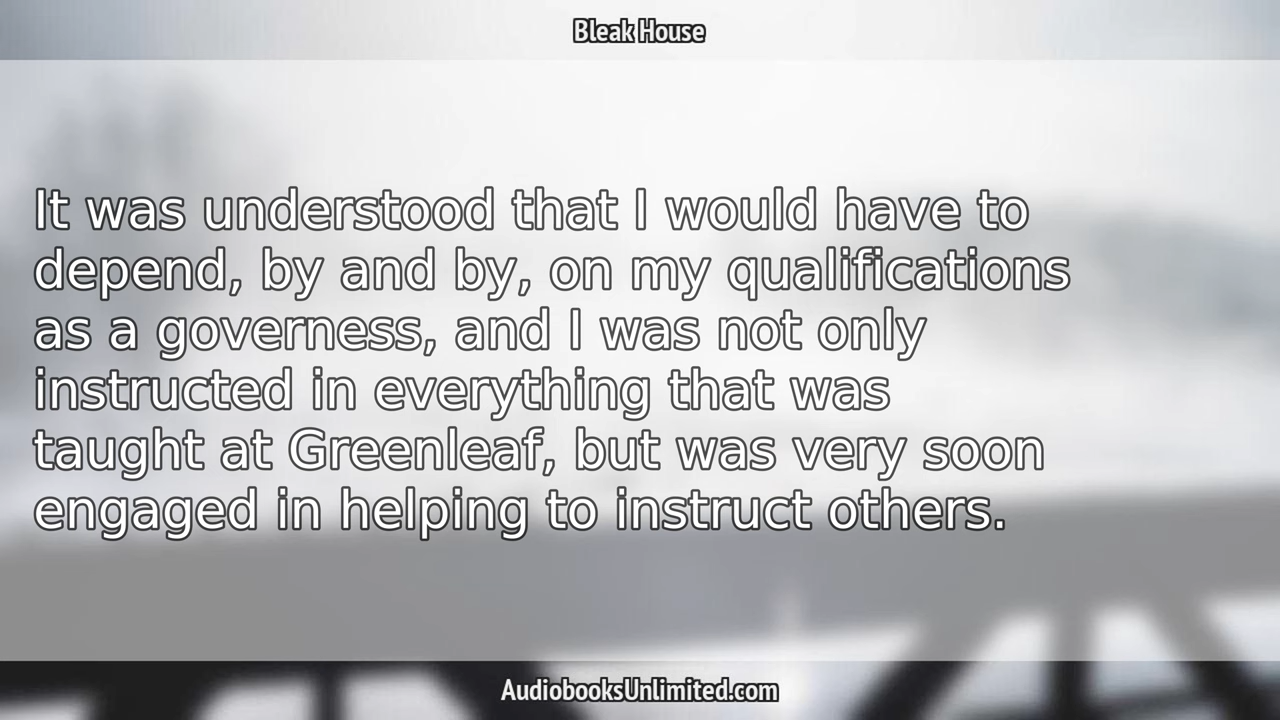 Bleak House
It was understood that I would have to
depend, by and by, on my qualifications
as a governess, and I was not only
instructed in everything that was
taught at Greenleaf, but was very soon
engaged in helping to instruct others.
AudiobooksUnlimited.com